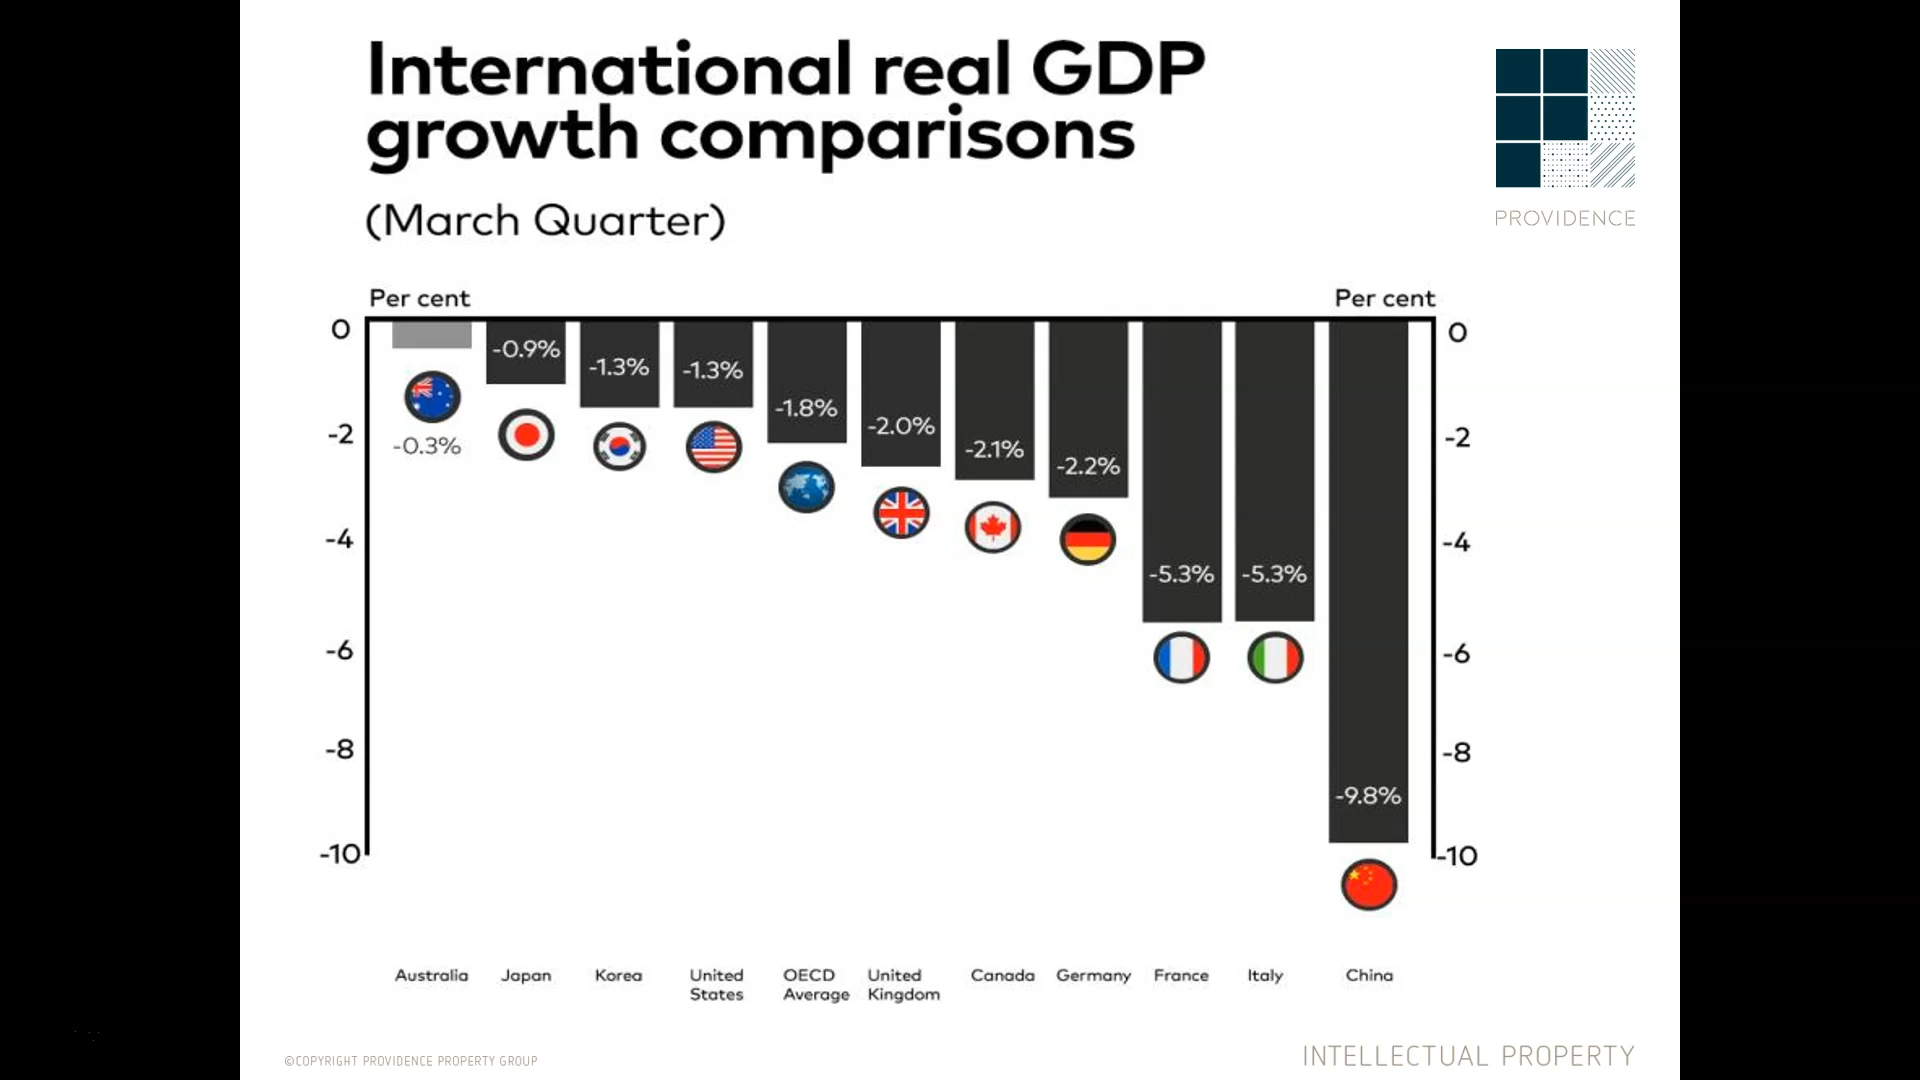 International real GDP
growth comparisons
(March Quarter)
PROVIDENCE
Per cent
Per cent
0
-2
-4
-6
-8
-10
0
-2
-4
-6
-8
-10
-0.3%
-0.9%
-1.3%
-1.3%
-1.8%
-2.0%
-2.1%
-2.2%
-5.3%
-5.3%
-9.8%
Australia
Japan
Korea
United
States
OECD
Average
United
Kingdom
Canada
Germany
France
Italy
China
©COPYRIGHT PROVIDENCE PROPERTY GROUP
INTELLECTUAL PROPERTY